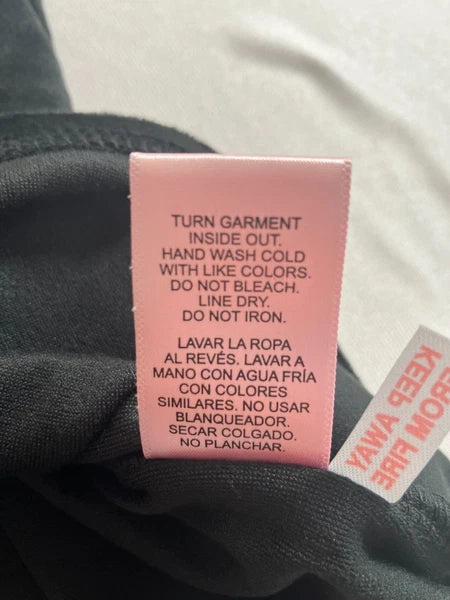 TURN GARMENT
INSIDE OUT.
HAND WASH COLD
WITH LIKE COLORS.
DO NOT BLEACH.
LINE DRY.
DO NOT IRON.
LAVAR LA ROPA
AL REVÉS. LAVAR A
MANO CON AGUA FRÍA
CON COLORES
SIMILARES. NO USAR
BLANQUEADOR.
SECAR COLGADO.
NO PLANCHAR.
KEEP AWAY
FROM FIRE